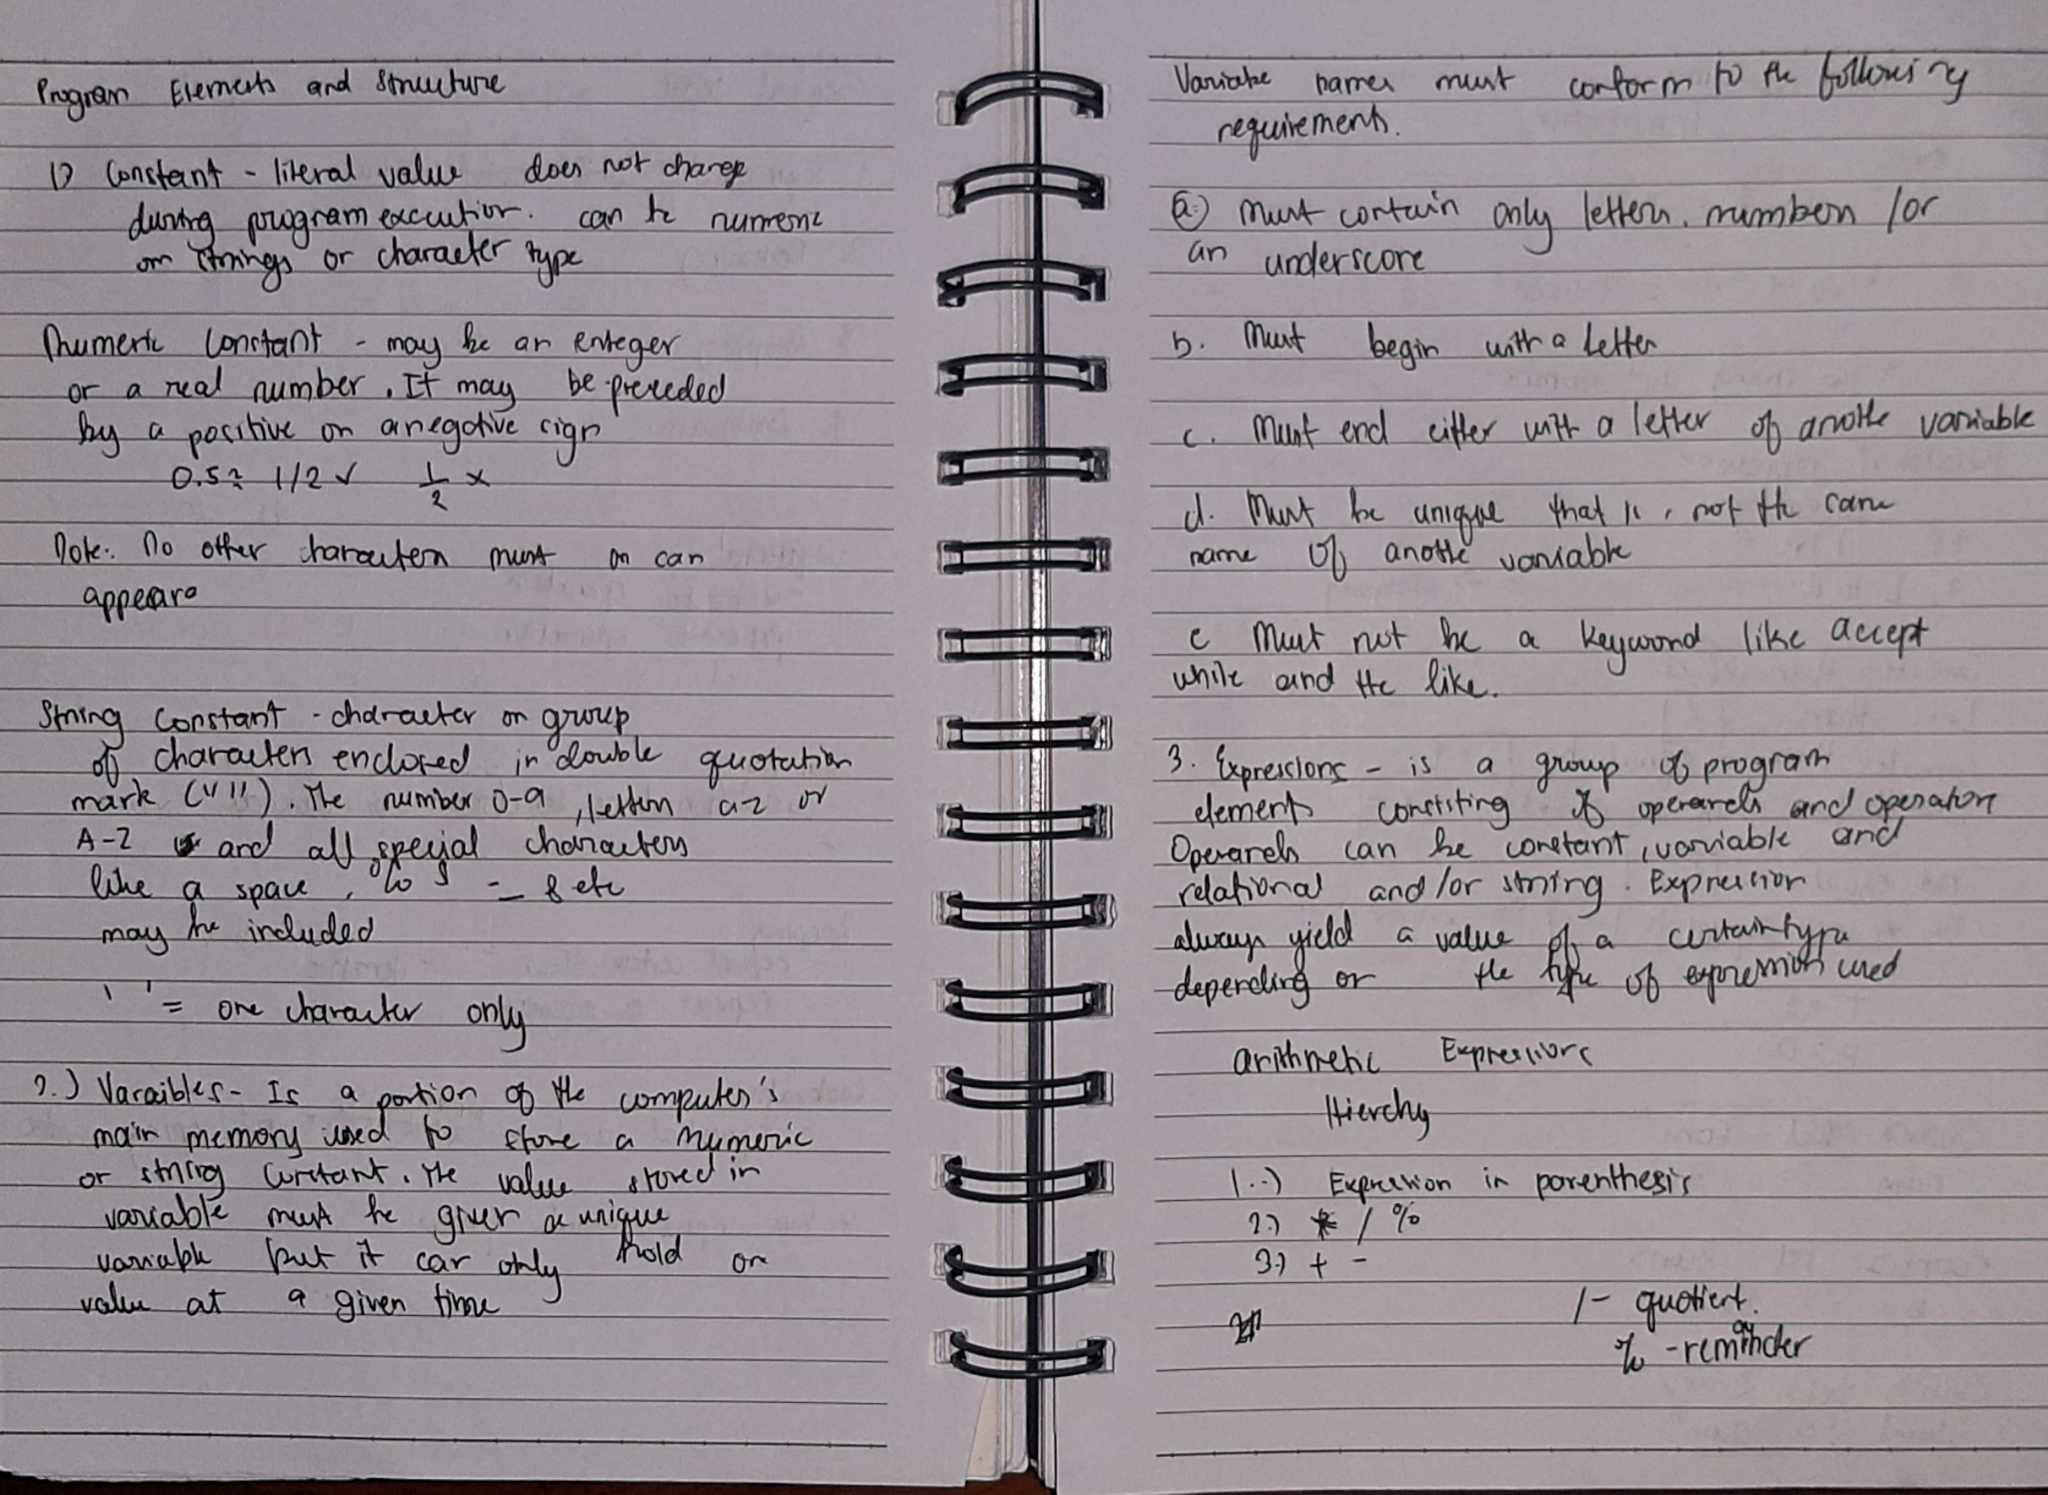 Program Elements and Structure
1) Constant - literal value does not change
during program execution. can be numeric
or strings or character type
Numeric Constant - may be an enteger
or a real number. It may be preceded
by a positive or a negative sign
0.5 = 1/2 ✓ 1/2 x
Note: No other characters must or can
appeare
String Constant - character or group
of characters enclosed in double quotation
mark (" "). The number 0-9, letters a-z or
A-Z and all special characters
like a space, % $ - _ & etc
may be included
' ' = one character only
2.) Varaibles - Is a portion of the computer's
main memory used to store a numeric
or string constant. The value stored in
variable must be given a unique
variable but it can only hold on
value at a given time
Variable names must conform to the following
requirements.
a.) Must contain only letters, numbers /or
an underscore
b. Must begin with a letter
c. Must end either with a letter of another variable
d. Must be unique that is, not the same
name of another variable
e Must not be a keyword like accept
while and the like.
3. Expressions - is a group of program
elements consisting of operands and operators
Operands can be constant, variable and
relational and/or string. Expression
always yield a value of a certain type
depending or the type of expression used
arithmetic Expressions
Hierchy
1.) Expression in parenthesis
2.) * / %
3.) + -
/ - quotient.
% - remainder